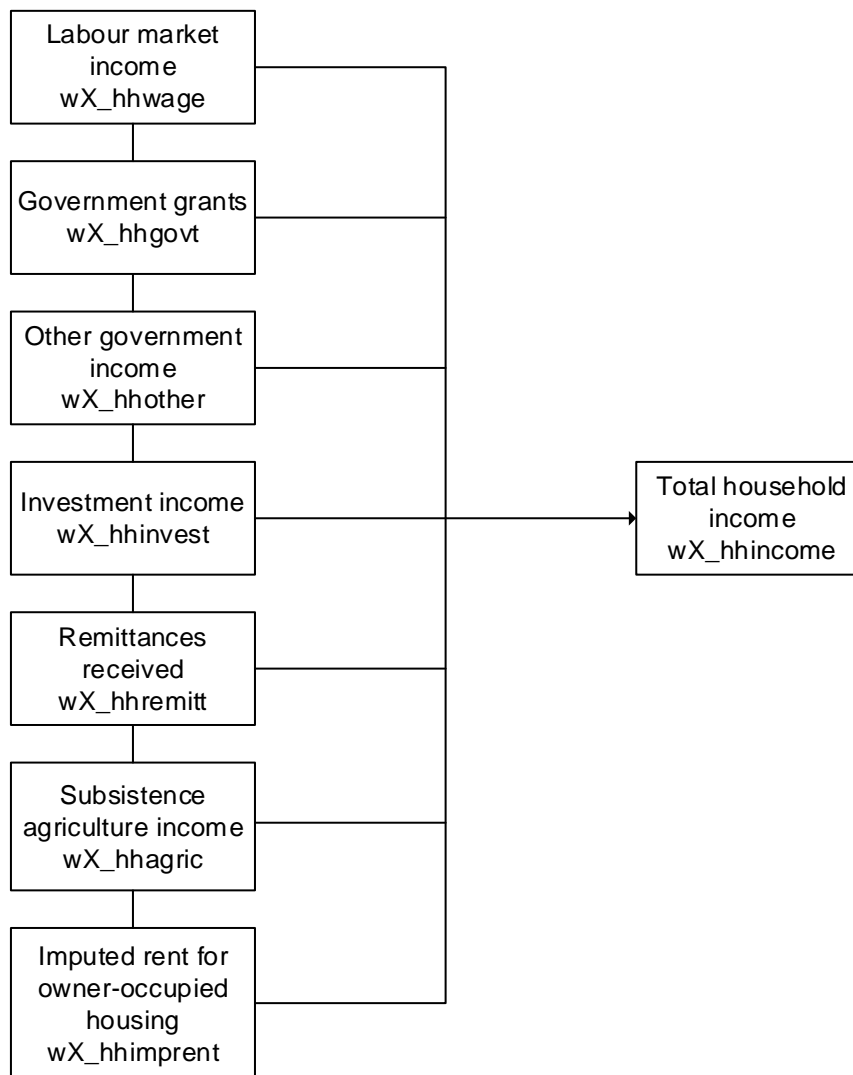 Labour market
income
wX_hhwage
Government grants
wX_hhgovt
Other government
income
wX_hhother
Investment income
wX_hhinvest
Remittances
received
wX_hhremitt
Subsistence
agriculture income
wX_hhagric
Imputed rent for
owner-occupied
housing
wX_hhimprent
Total household
income
wX_hhincome